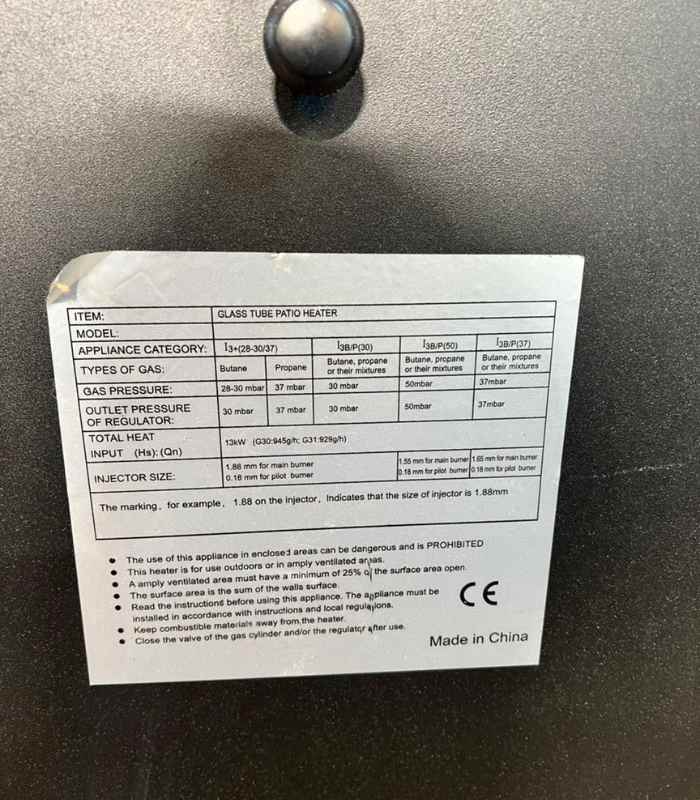 ITEM: GLASS TUBE PATIO HEATER
MODEL:
APPLIANCE CATEGORY: I3+(28-30/37) I3B/P(30) I3B/P(50) I3B/P(37)
TYPES OF GAS: Butane Propane Butane, propane or their mixtures Butane, propane or their mixtures Butane, propane or their mixtures
GAS PRESSURE: 28-30 mbar 37 mbar 30 mbar 50mbar 37mbar
OUTLET PRESSURE OF REGULATOR: 30 mbar 37 mbar 30 mbar 50mbar 37mbar
TOTAL HEAT INPUT (Hs);(Qn) 13kW (G30:945g/h; G31:929g/h)
INJECTOR SIZE: 1.88 mm for main burner 0.18 mm for pilot burner 1.55 mm for main burner 0.18 mm for pilot burner 1.65 mm for main burner 0.18 mm for pilot burner
The marking, for example, 1.88 on the injector, Indicates that the size of injector is 1.88mm
• The use of this appliance in enclosed areas can be dangerous and is PROHIBITED
• This heater is for use outdoors or in amply ventilated areas.
• A amply ventilated area must have a minimum of 25% of the surface area open.
• The surface area is the sum of the walls surface.
• Read the instructions before using this appliance. The appliance must be
installed in accordance with instructions and local regulations.
• Keep combustible materials away from the heater.
• Close the valve of the gas cylinder and/or the regulator after use.
CE
Made in China